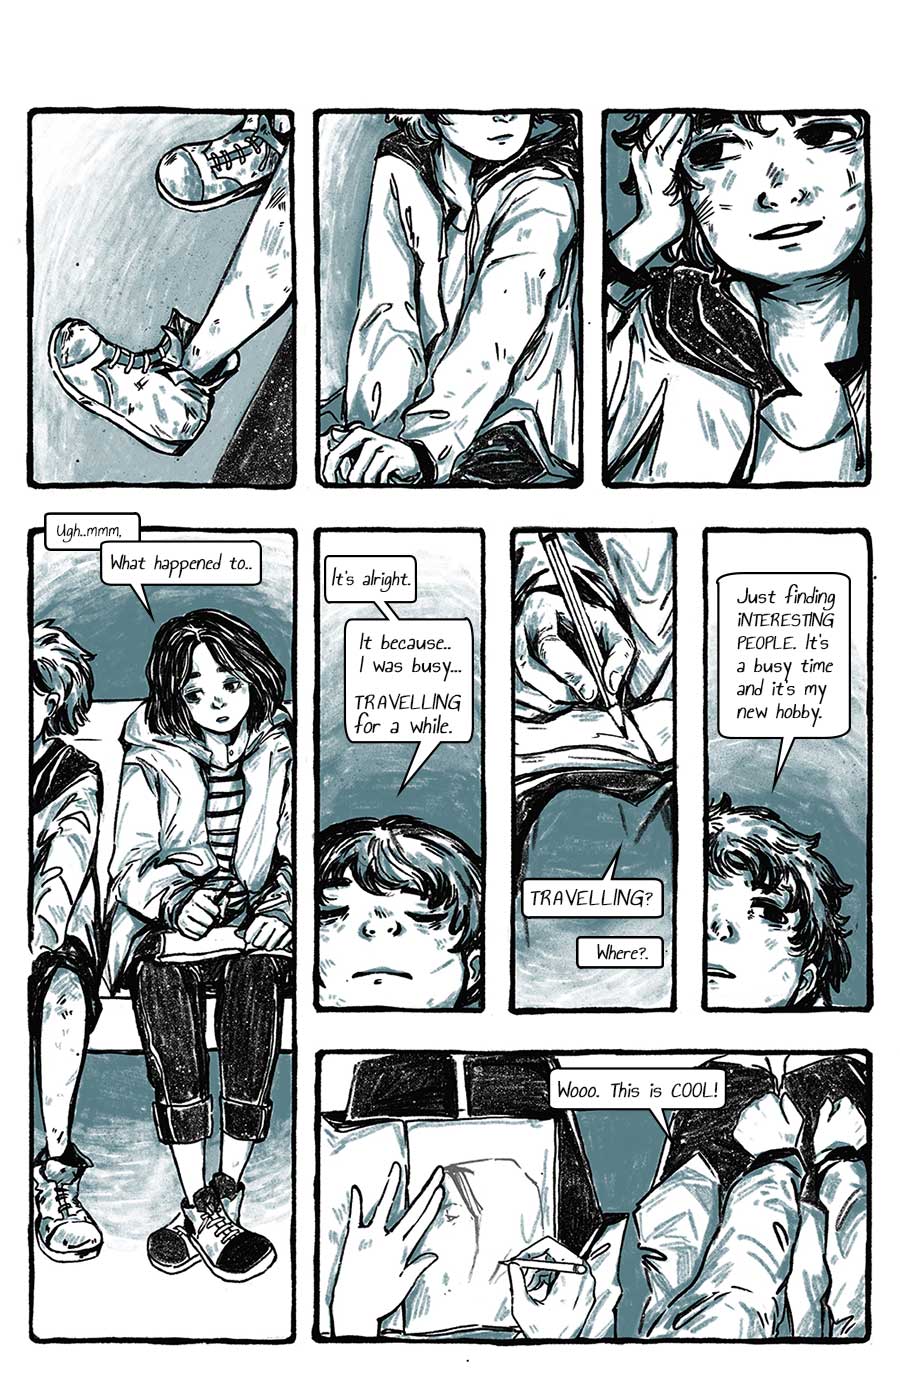 Ugh..mmm,
What happened to..
It's alright.
It because..
I was busy...
TRAVELLING
for a while.
TRAVELLING?
Where?.
Just finding
iNTERESTiNG
PEOPLE. It's
a busy time
and it's my
new hobby.
Wooo. This is COOL!